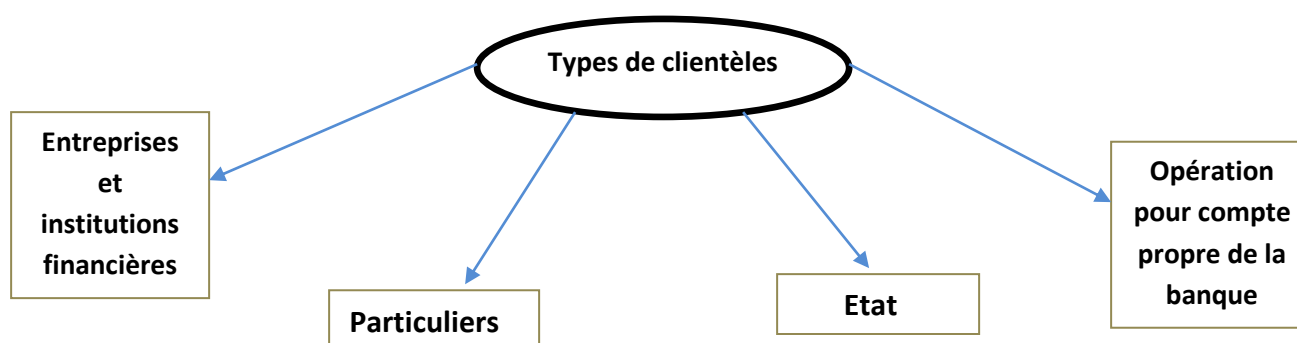 Types de clientèles
Entreprises
et
institutions
financières
Particuliers
Etat
Opération
pour compte
propre de la
banque